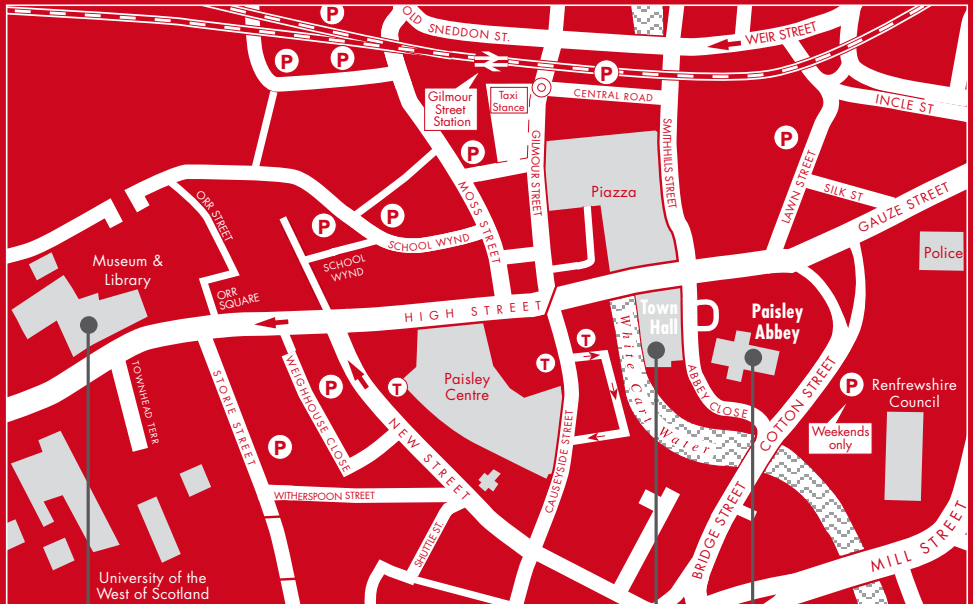 P
OLD SNEDDON ST.
WEIR STREET
P
P
P
Gilmour
Street
Station
Taxi
Stance
CENTRAL ROAD
INCLE ST
P
P
GILMOUR STREET
SMITHHILLS STREET
LAWN STREET
SILK ST
GAUZE STREET
Piazza
MOSS STREET
ORR STREET
P
P
SCHOOL WYND
SCHOOL
WYND
Police
Museum &
Library
ORR
SQUARE
HIGH STREET
Town
Hall
Paisley
Abbey
White Cart Water
T
T
T
P
Paisley
Centre
TOWNHEAD TERR
STORIE STREET
WEIGHHOUSE CLOSE
NEW STREET
CAUSEYSIDE STREET
ABBEY CLOSE
COTTON STREET
P
Renfrewshire
Council
Weekends
only
P
WITHERSPOON STREET
SHUTTLE ST.
BRIDGE STREET
MILL STREET
University of the
West of Scotland